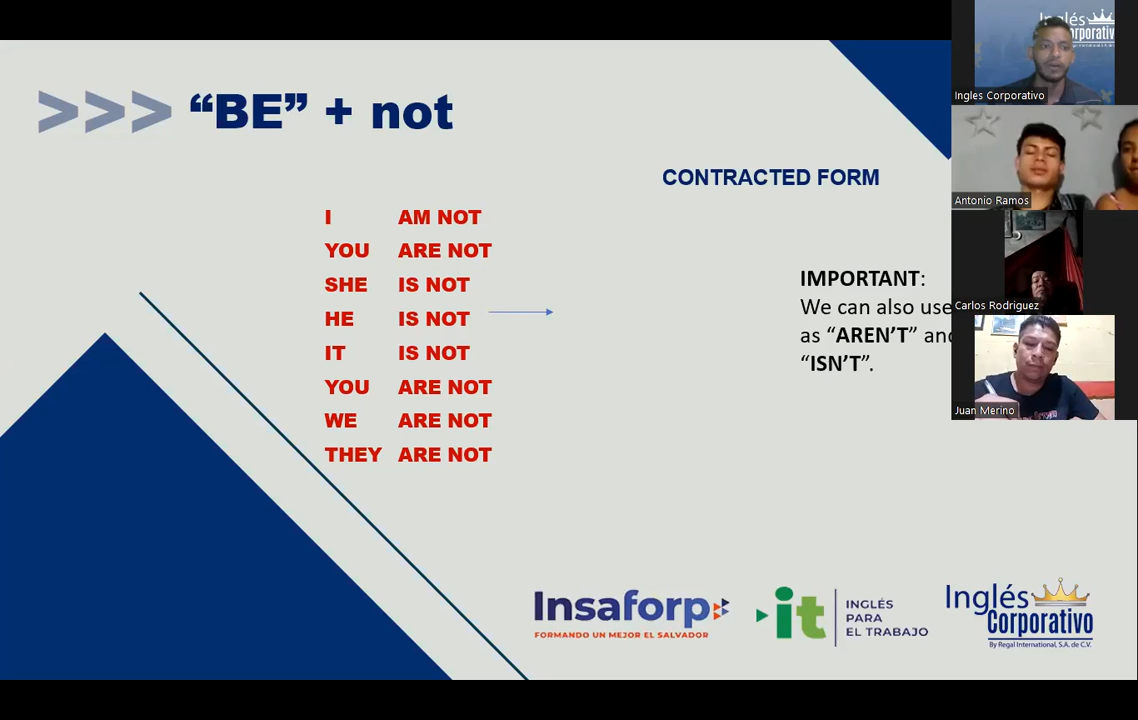 >>> “BE” + not
CONTRACTED FORM
I AM NOT
YOU ARE NOT
SHE IS NOT
HE IS NOT
IT IS NOT
YOU ARE NOT
WE ARE NOT
THEY ARE NOT
IMPORTANT:
We can also use
as “AREN’T” and
“ISN’T”.
Insaforp
FORMANDO UN MEJOR EL SALVADOR
it
INGLÉS
PARA
EL TRABAJO
Inglés
Corporativo
By Regal International, S.A. de C.V.
Inglés
Corporativo
Ingles Corporativo
Antonio Ramos
Carlos Rodriguez
Juan Merino